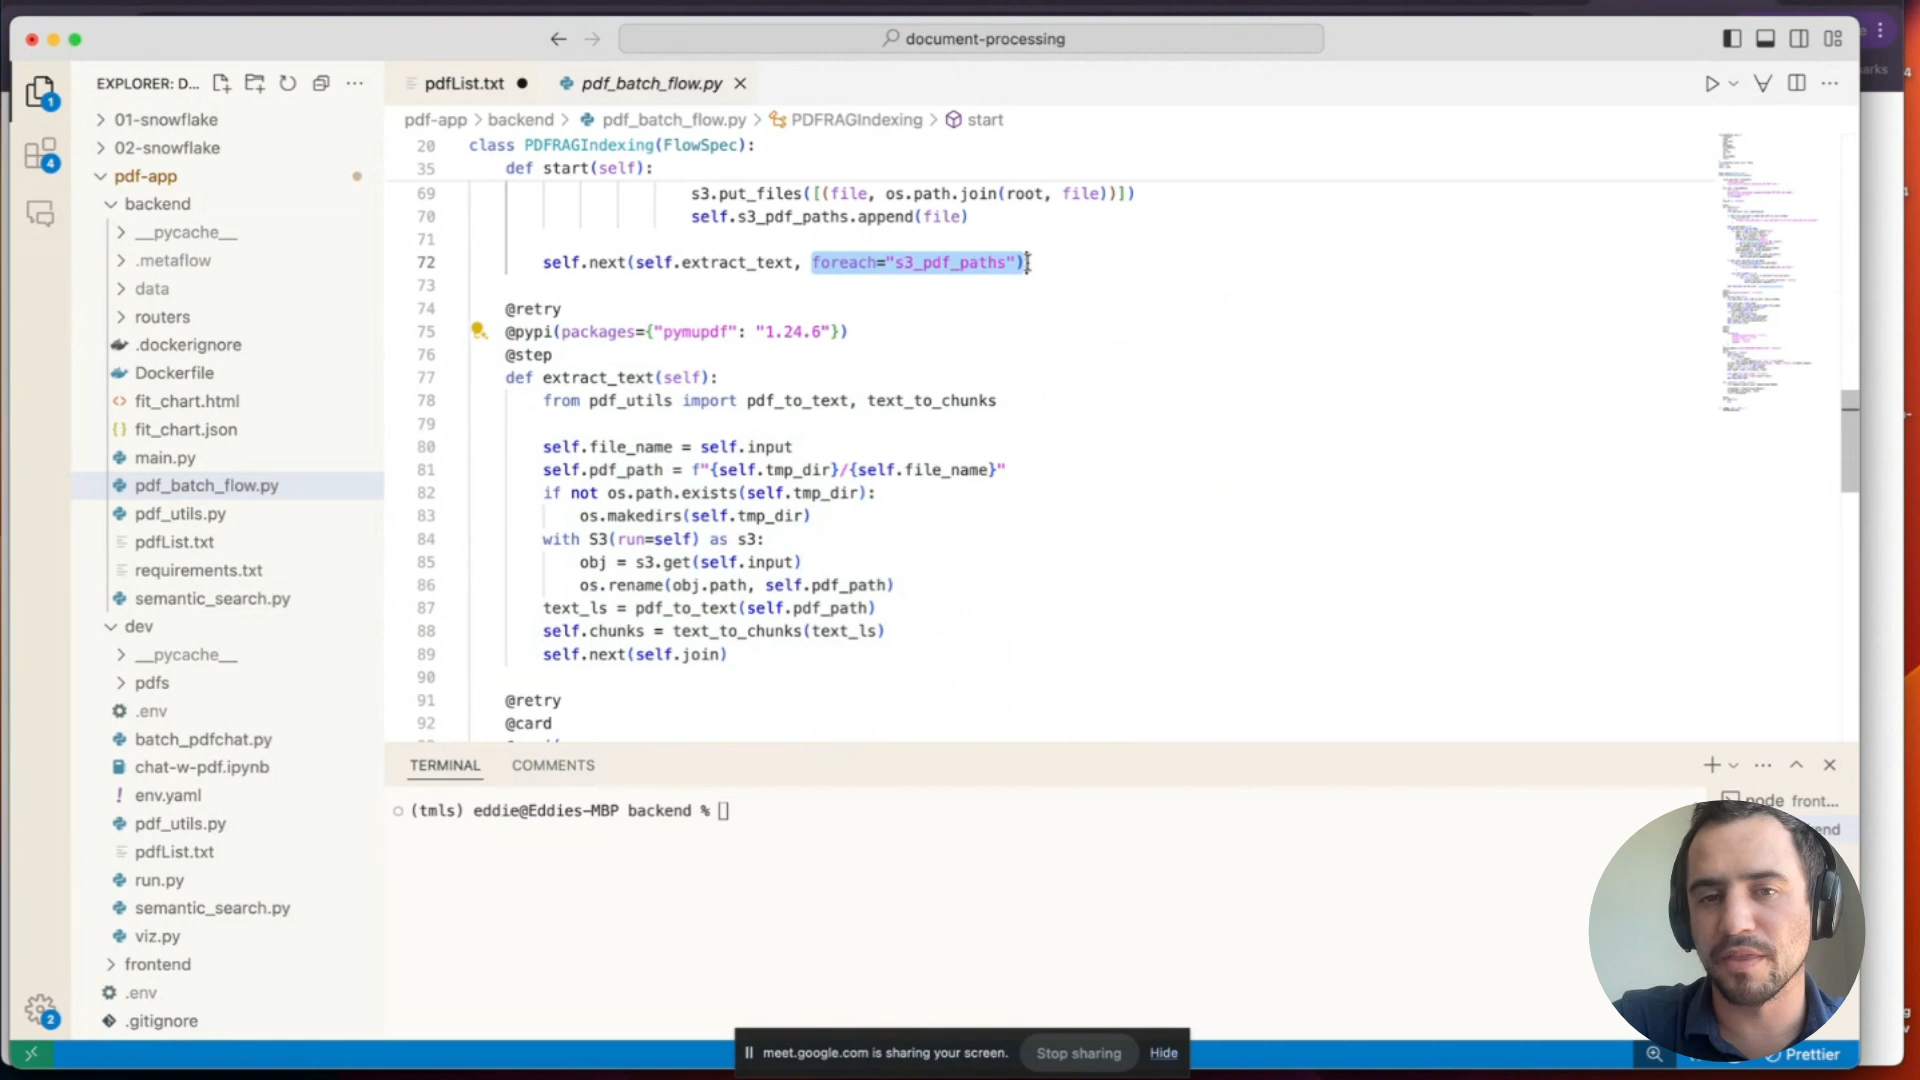 document-processing
EXPLORER: D...
pdfList.txt
pdf_batch_flow.py
arks
1
4
2
01-snowflake
02-snowflake
pdf-app
backend
__pycache__
.metaflow
data
routers
.dockerignore
Dockerfile
fit_chart.html
fit_chart.json
main.py
pdf_batch_flow.py
pdf_utils.py
pdfList.txt
requirements.txt
semantic_search.py
dev
__pycache__
pdfs
.env
batch_pdfchat.py
chat-w-pdf.ipynb
env.yaml
pdf_utils.py
pdfList.txt
run.py
semantic_search.py
viz.py
frontend
.env
.gitignore
pdf-app > backend > pdf_batch_flow.py > PDFRAGIndexing > start
20 class PDFRAGIndexing(FlowSpec):
35 def start(self):
69 s3.put_files([(file, os.path.join(root, file))])
70 self.s3_pdf_paths.append(file)
71
72 self.next(self.extract_text, foreach="s3_pdf_paths")
73
74 @retry
75 @pypi(packages={"pymupdf": "1.24.6"})
76 @step
77 def extract_text(self):
78 from pdf_utils import pdf_to_text, text_to_chunks
79
80 self.file_name = self.input
81 self.pdf_path = f"{self.tmp_dir}/{self.file_name}"
82 if not os.path.exists(self.tmp_dir):
83 os.makedirs(self.tmp_dir)
84 with S3(run=self) as s3:
85 obj = s3.get(self.input)
86 os.rename(obj.path, self.pdf_path)
87 text_ls = pdf_to_text(self.pdf_path)
88 self.chunks = text_to_chunks(text_ls)
89 self.next(self.join)
90
91 @retry
92 @card
TERMINAL COMMENTS
(tmls) eddie@Eddies-MBP backend %
node front...
end
meet.google.com is sharing your screen. Stop sharing Hide
Prettier